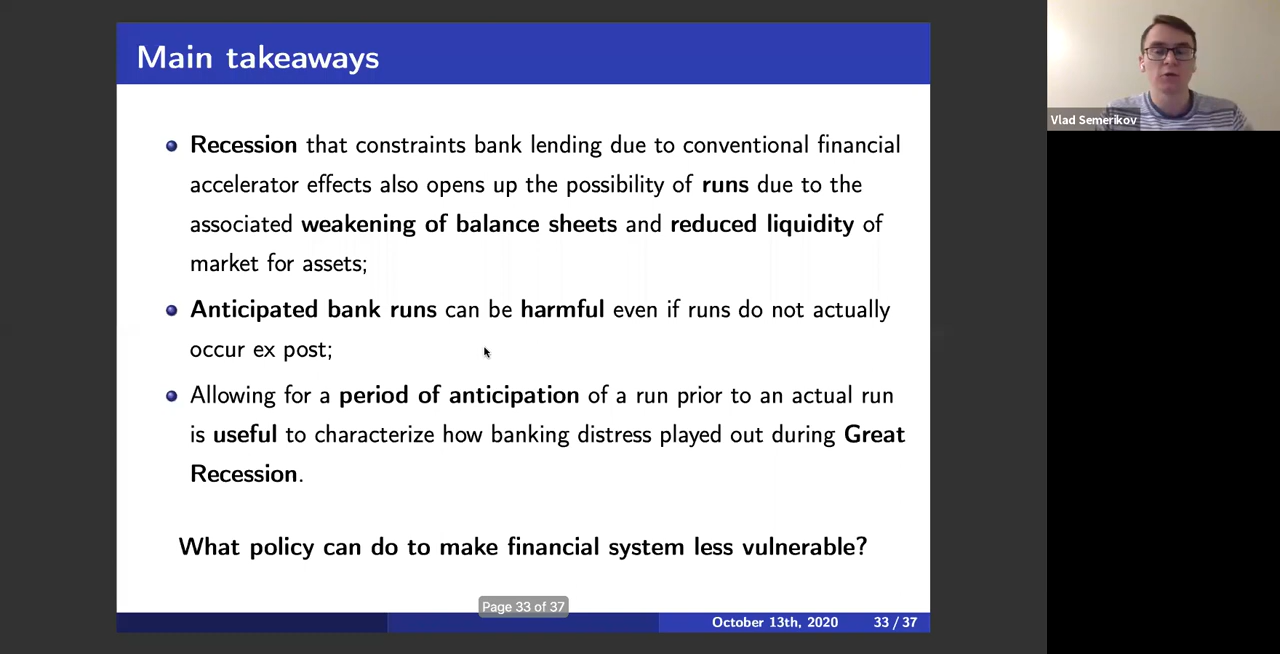 Main takeaways
Recession that constraints bank lending due to conventional financial
accelerator effects also opens up the possibility of runs due to the
associated weakening of balance sheets and reduced liquidity of
market for assets;
Anticipated bank runs can be harmful even if runs do not actually
occur ex post;
Allowing for a period of anticipation of a run prior to an actual run
is useful to characterize how banking distress played out during Great
Recession.
What policy can do to make financial system less vulnerable?
Page 33 of 37
October 13th, 2020 33 / 37
Vlad Semerikov